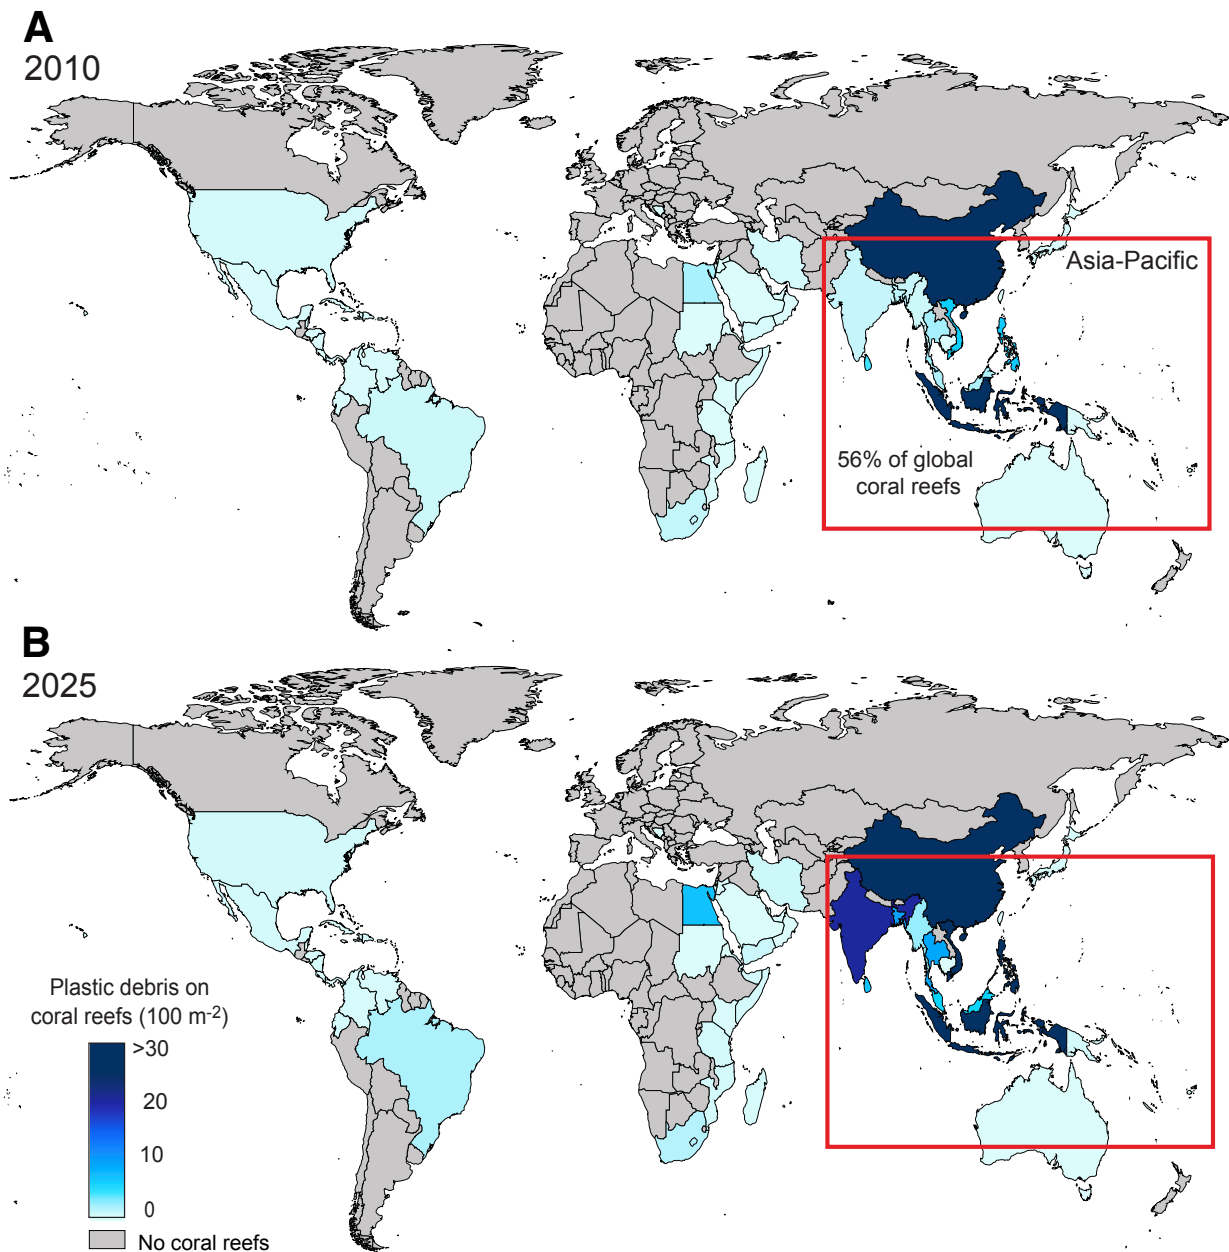 A
2010
Asia-Pacific
56% of global
coral reefs
B
2025
Plastic debris on
coral reefs (100 m⁻²)
>30
20
10
0
No coral reefs